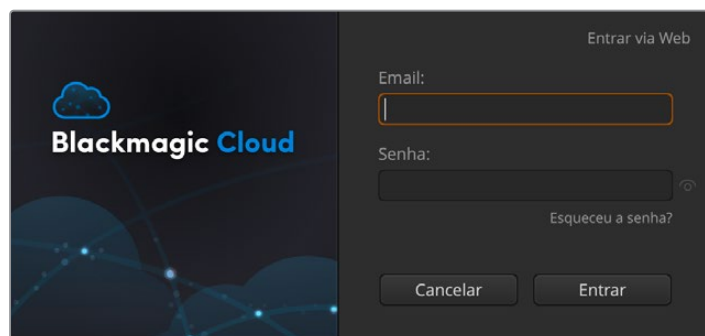 Entrar via Web
Blackmagic Cloud
Email:
Senha:
Esqueceu a senha?
Cancelar
Entrar